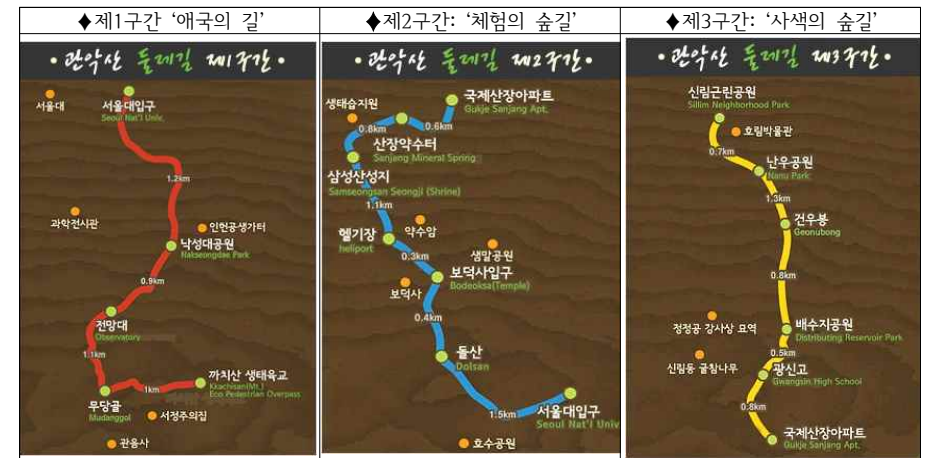 ♦제1구간 ‘애국의 길’
♦제2구간: ‘체험의 숲길’
♦제3구간: ‘사색의 숲길’
•관악산 둘레길 제1구간•
서울대
서울대입구
Seoul Nat'l Univ.
1.2km
과학전시관
인헌공생가터
낙성대공원
Nakseongdae Park
0.9km
전망대
Observatory
1.1km
까치산 생태육교
Kkachisan(Mt.)
Eco Pedestrian Overpass
1km
무당골
Mudanggol
서정주의집
관음사
•관악산 둘레길 제2구간•
국제산장아파트
Gukje Sanjang Apt.
생태습지원
0.8km
0.6km
산장약수터
Sanjang Mineral Spring
삼성산성지
Samseongsan Seongji (Shrine)
1.1km
약수암
헬기장
heliport
0.3km
샘말공원
보덕사입구
Bodeoksa(Temple)
보덕사
0.4km
돌산
Dolsan
1.5km
서울대입구
Seoul Nat'l Univ
호수공원
•관악산 둘레길 제3구간•
신림근린공원
Sillim Neighborhood Park
호림박물관
0.7km
난우공원
Nanu Park
1.3km
건우봉
Geonubong
0.8km
정정공 강사상 묘역
배수지공원
Distributing Reservoir Park
0.5km
신림동 굴참나무
광신고
Gwangsin High School
0.8km
국제산장아파트
Gukje Sanjang Apt.